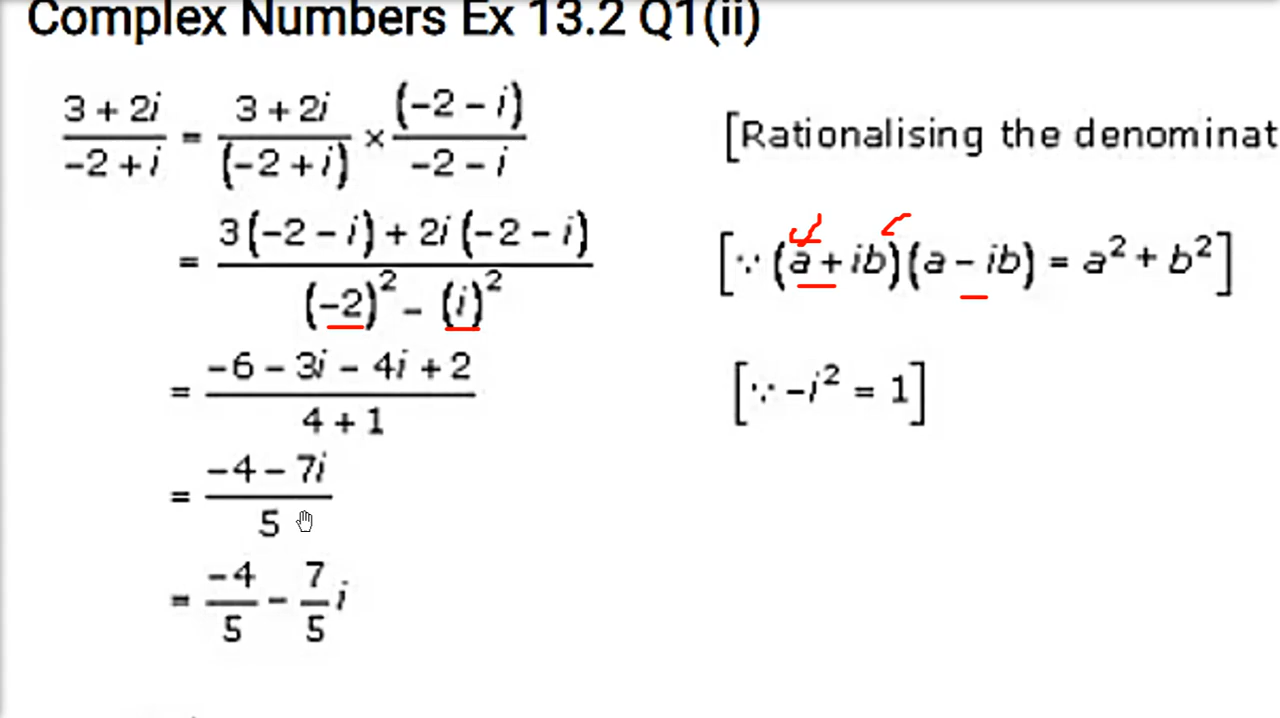 Complex Numbers Ex 13.2 Q1(ii)
(3 + 2i)/(-2 + i) = (3 + 2i)/(-2 + i) × (-2 - i)/(-2 - i) [Rationalising the denominat
= (3(-2 - i) + 2i(-2 - i))/((-2)² - (i)²) [∵ (a + ib)(a - ib) = a² + b²]
= (-6 - 3i - 4i + 2)/(4 + 1) [∵ -i² = 1]
= (-4 - 7i)/5
= -4/5 - 7/5 i